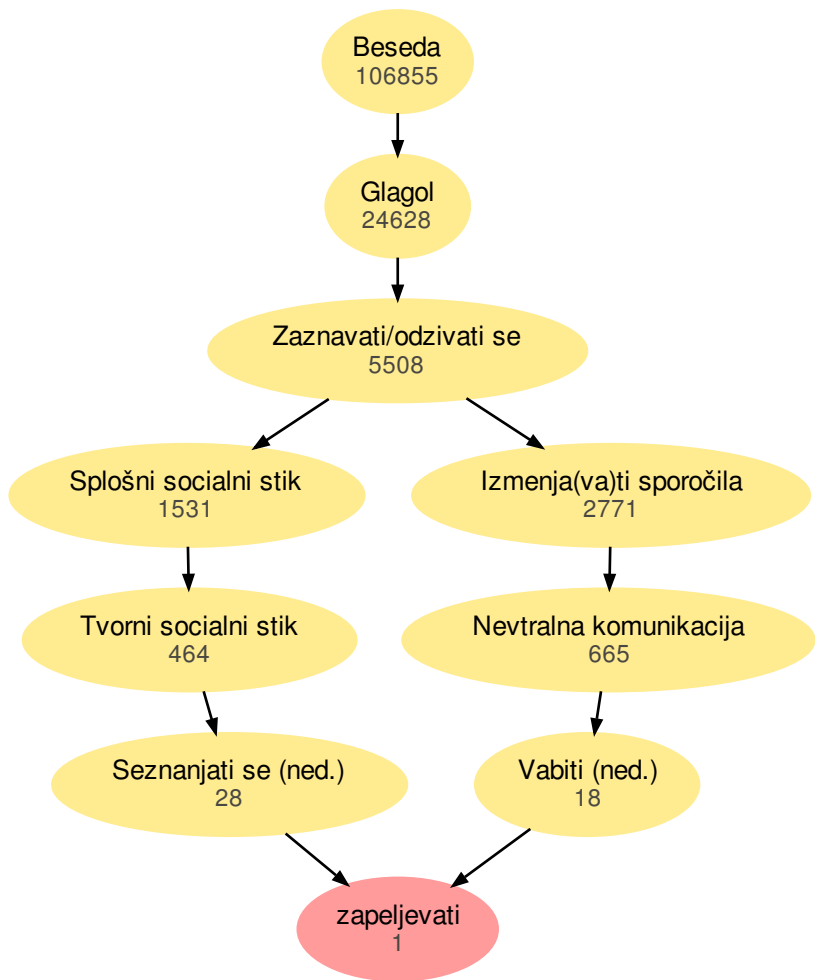 Beseda
106855
Glagol
24628
Zaznavati/odzivati se
5508
Splošni socialni stik
1531
Izmenja(va)ti sporočila
2771
Tvorni socialni stik
464
Nevtralna komunikacija
665
Seznanjati se (ned.)
28
Vabiti (ned.)
18
zapeljevati
1